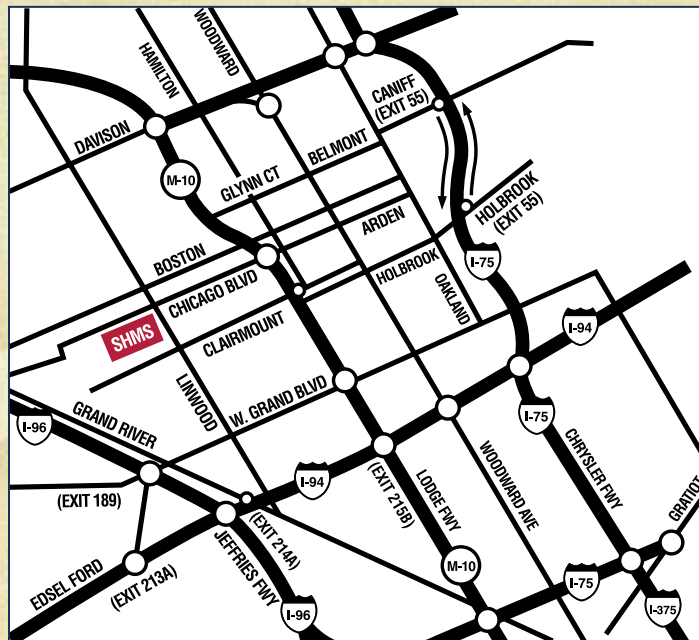 HAMILTON
WOODWARD
CANIFF
(EXIT 55)
DAVISON
BELMONT
M-10
GLYNN CT
HOLBROOK
(EXIT 55)
ARDEN
BOSTON
I-75
HOLBROOK
CHICAGO BLVD
OAKLAND
SHMS
CLAIRMOUNT
I-94
LINWOOD
W. GRAND BLVD
GRAND RIVER
I-96
I-75
CHRYSLER FWY
WOODWARD AVE
I-94
(EXIT 215B)
LODGE FWY
(EXIT 189)
(EXIT 214A)
GRATIOT
JEFFRIES FWY
EDSEL FORD
(EXIT 213A)
M-10
I-75
I-96
I-375